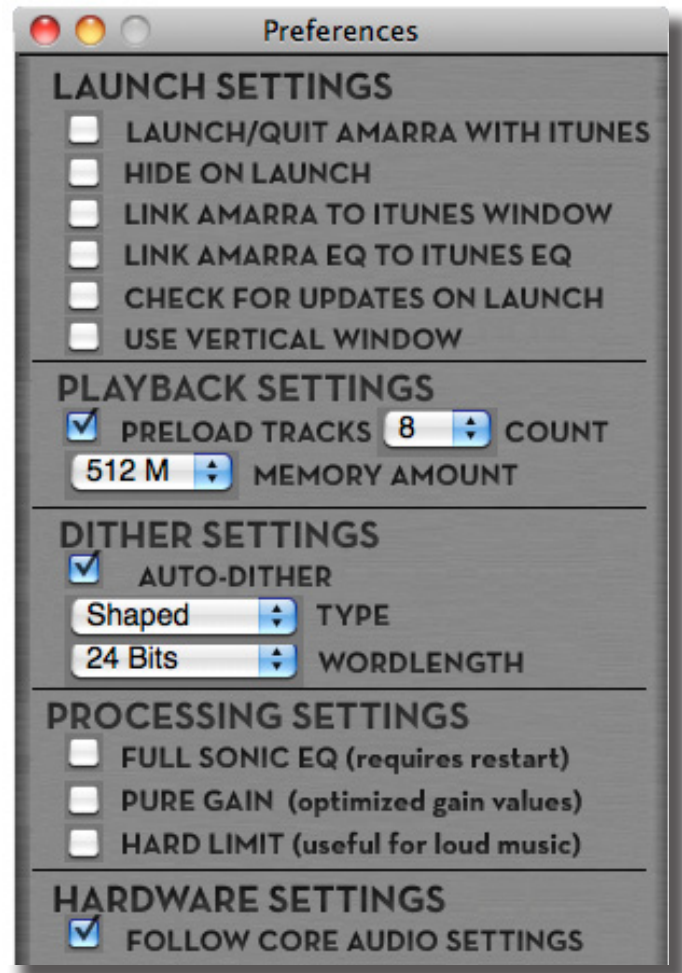 Preferences
LAUNCH SETTINGS
LAUNCH/QUIT AMARRA WITH ITUNES
HIDE ON LAUNCH
LINK AMARRA TO ITUNES WINDOW
LINK AMARRA EQ TO ITUNES EQ
CHECK FOR UPDATES ON LAUNCH
USE VERTICAL WINDOW
PLAYBACK SETTINGS
PRELOAD TRACKS 8 COUNT
512 M MEMORY AMOUNT
DITHER SETTINGS
AUTO-DITHER
Shaped TYPE
24 Bits WORDLENGTH
PROCESSING SETTINGS
FULL SONIC EQ (requires restart)
PURE GAIN (optimized gain values)
HARD LIMIT (useful for loud music)
HARDWARE SETTINGS
FOLLOW CORE AUDIO SETTINGS